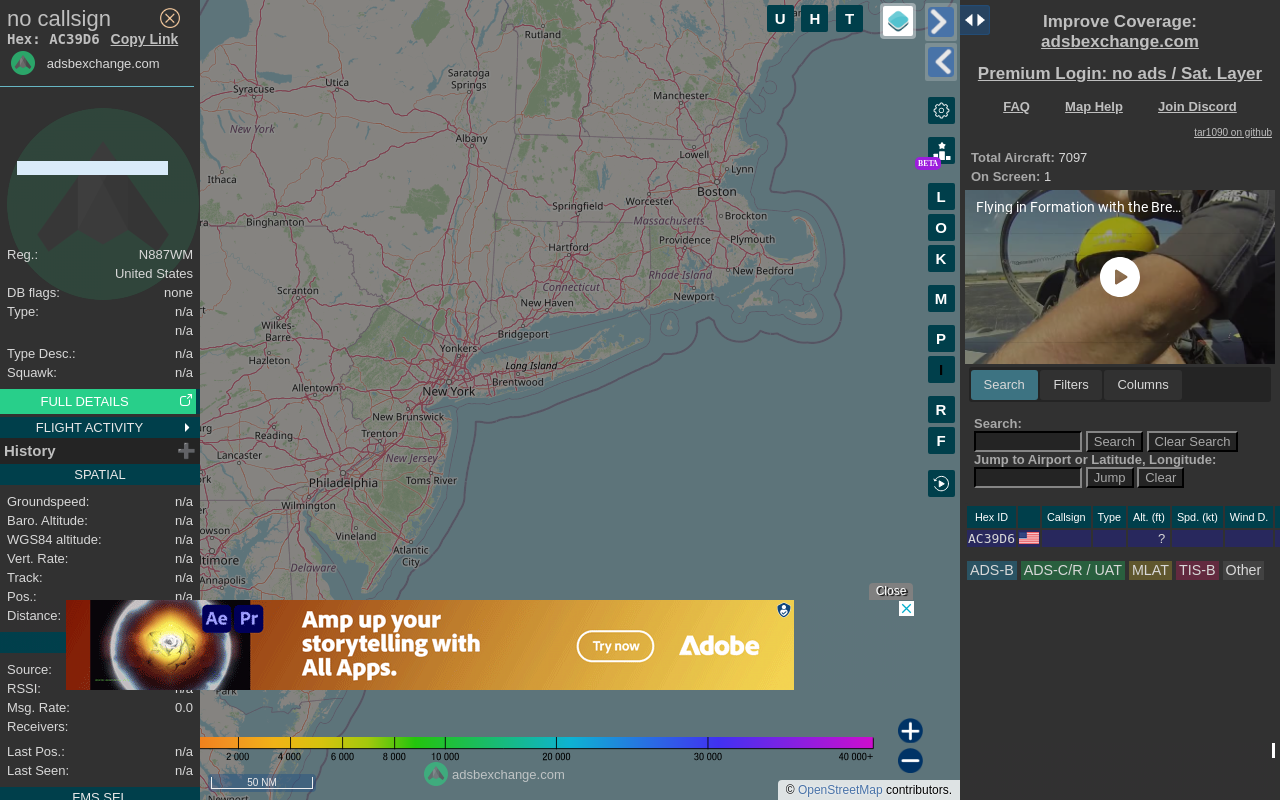 no callsign
Hex: AC39D6 Copy Link
adsbexchange.com
Reg.: N887WM
United States
DB flags: none
Type: n/a
n/a
Type Desc.: n/a
Squawk: n/a
FULL DETAILS
FLIGHT ACTIVITY
History
SPATIAL
Groundspeed: n/a
Baro. Altitude: n/a
WGS84 altitude: n/a
Vert. Rate: n/a
Track: n/a
Pos.: n/a
Distance:
Source:
RSSI: n/a
Msg. Rate: 0.0
Receivers:
Last Pos.: n/a
Last Seen: n/a
FMS SEL
U H T
L
O
K
M
P
I
R
F
BETA
Rutland
Saratoga
Springs
Utica
Syracuse
Manchester
New York
Albany
Lowell
Lynn
Ithaca
Boston
Worcester
Springfield
Massachusetts
Brockton
Binghamton
Providence
Plymouth
Hartford
Rhode Island
New Bedford
Connecticut
Scranton
New Haven
Newport
Wilkes-
Barre
Bridgeport
Yonkers
Hazleton
Long Island
Brentwood
Allentown
New York
New Brunswick
Reading
Trenton
Lancaster
New Jersey
Philadelphia
Toms River
Wilmington
Vineland
Atlantic
City
Delaware
Annapolis
Park
Newport
Close
Ae Pr
Amp up your
storytelling with
All Apps.
Try now
Adobe
2 000 4 000 6 000 8 000 10 000 20 000 30 000 40 000+
50 NM
adsbexchange.com
© OpenStreetMap contributors.
Improve Coverage:
adsbexchange.com
Premium Login: no ads / Sat. Layer
FAQ Map Help Join Discord
tar1090 on github
Total Aircraft: 7097
On Screen: 1
Flying in Formation with the Bre...
Search Filters Columns
Search:
Search Clear Search
Jump to Airport or Latitude, Longitude:
Jump Clear
Hex ID Callsign Type Alt. (ft) Spd. (kt) Wind D.
AC39D6 ?
ADS-B ADS-C/R / UAT MLAT TIS-B Other